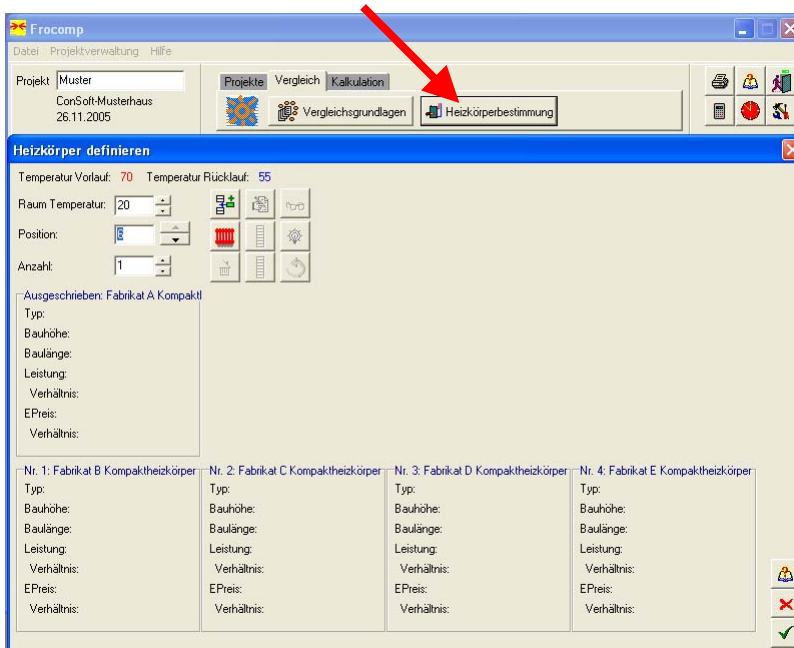 Frocomp
Datei Projektverwaltung Hilfe
Projekt Muster
ConSoft-Musterhaus
26.11.2005
Projekte Vergleich Kalkulation
Vergleichsgrundlagen Heizkörperbestimmung
Heizkörper definieren
Temperatur Vorlauf: 70 Temperatur Rücklauf: 55
Raum Temperatur: 20
Position: 6
Anzahl: 1
Ausgeschrieben: Fabrikat A Kompaktl
Typ:
Bauhöhe:
Baulänge:
Leistung:
Verhältnis:
EPreis:
Verhältnis:
Nr. 1: Fabrikat B Kompaktheizkörper Nr. 2: Fabrikat C Kompaktheizkörper Nr. 3: Fabrikat D Kompaktheizkörper Nr. 4: Fabrikat E Kompaktheizkörper
Typ: Typ: Typ: Typ:
Bauhöhe: Bauhöhe: Bauhöhe: Bauhöhe:
Baulänge: Baulänge: Baulänge: Baulänge:
Leistung: Leistung: Leistung: Leistung:
Verhältnis: Verhältnis: Verhältnis: Verhältnis:
EPreis: EPreis: EPreis: EPreis:
Verhältnis: Verhältnis: Verhältnis: Verhältnis: